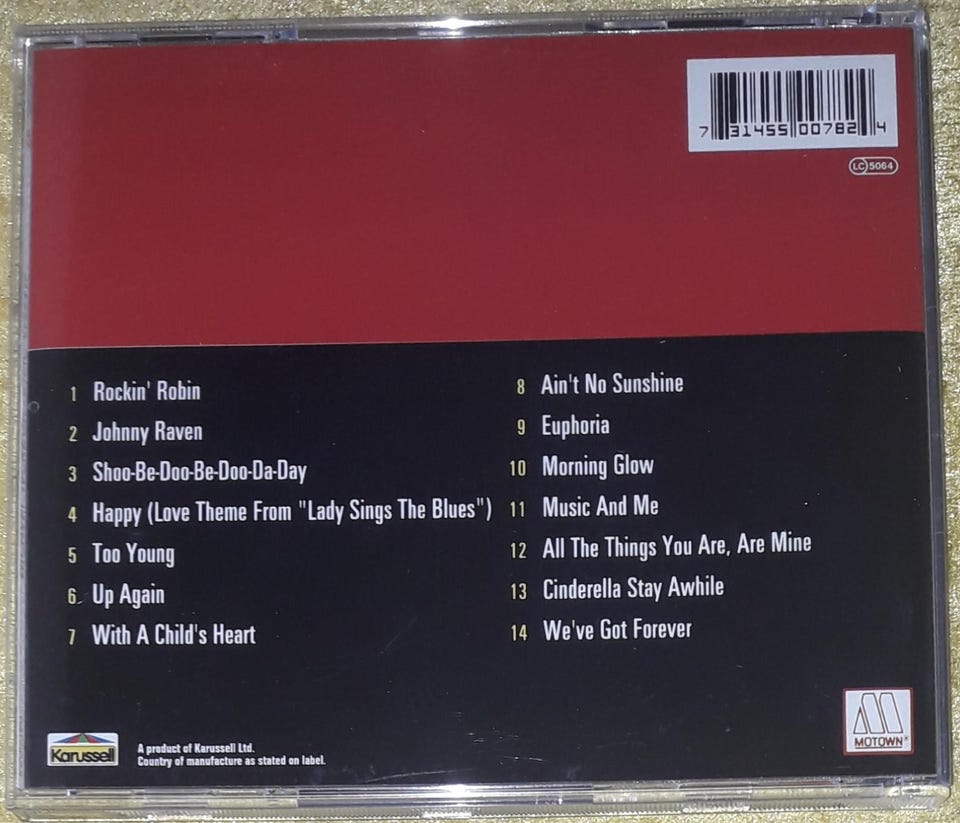 7 31455 00782 4
LC 5064
1 Rockin' Robin
2 Johnny Raven
3 Shoo-Be-Doo-Be-Doo-Da-Day
4 Happy (Love Theme From "Lady Sings The Blues")
5 Too Young
6 Up Again
7 With A Child's Heart
8 Ain't No Sunshine
9 Euphoria
10 Morning Glow
11 Music And Me
12 All The Things You Are, Are Mine
13 Cinderella Stay Awhile
14 We've Got Forever
Karussell
A product of Karussell Ltd.
Country of manufacture as stated on label.
MOTOWN®